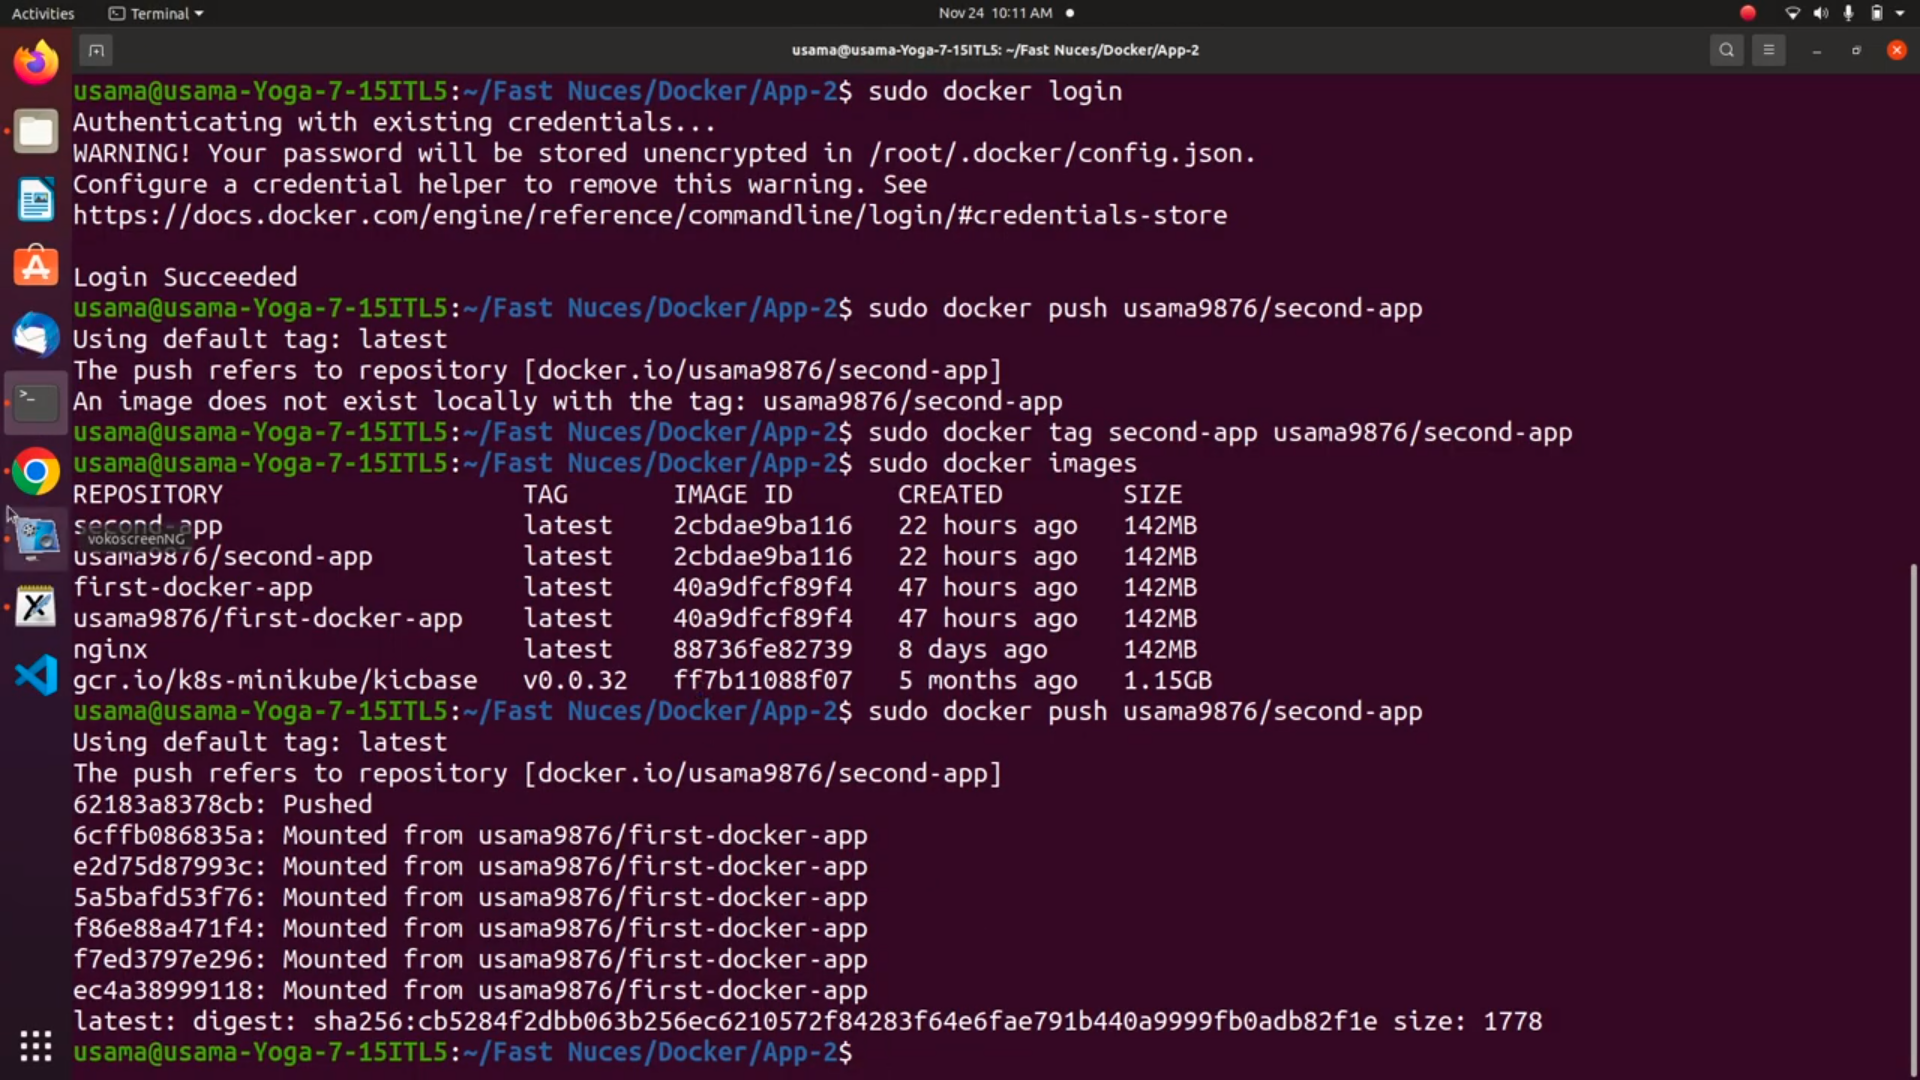 Activities
Terminal
Nov 24 10:11 AM
usama@usama-Yoga-7-15ITL5: ~/Fast Nuces/Docker/App-2
usama@usama-Yoga-7-15ITL5:~/Fast Nuces/Docker/App-2$ sudo docker login
Authenticating with existing credentials...
WARNING! Your password will be stored unencrypted in /root/.docker/config.json.
Configure a credential helper to remove this warning. See
https://docs.docker.com/engine/reference/commandline/login/#credentials-store
Login Succeeded
usama@usama-Yoga-7-15ITL5:~/Fast Nuces/Docker/App-2$ sudo docker push usama9876/second-app
Using default tag: latest
The push refers to repository [docker.io/usama9876/second-app]
An image does not exist locally with the tag: usama9876/second-app
usama@usama-Yoga-7-15ITL5:~/Fast Nuces/Docker/App-2$ sudo docker tag second-app usama9876/second-app
usama@usama-Yoga-7-15ITL5:~/Fast Nuces/Docker/App-2$ sudo docker images
REPOSITORY TAG IMAGE ID CREATED SIZE
second-app latest 2cbdae9ba116 22 hours ago 142MB
vokoscreenNG
usama9876/second-app latest 2cbdae9ba116 22 hours ago 142MB
first-docker-app latest 40a9dfcf89f4 47 hours ago 142MB
usama9876/first-docker-app latest 40a9dfcf89f4 47 hours ago 142MB
nginx latest 88736fe82739 8 days ago 142MB
gcr.io/k8s-minikube/kicbase v0.0.32 ff7b11088f07 5 months ago 1.15GB
usama@usama-Yoga-7-15ITL5:~/Fast Nuces/Docker/App-2$ sudo docker push usama9876/second-app
Using default tag: latest
The push refers to repository [docker.io/usama9876/second-app]
62183a8378cb: Pushed
6cffb086835a: Mounted from usama9876/first-docker-app
e2d75d87993c: Mounted from usama9876/first-docker-app
5a5bafd53f76: Mounted from usama9876/first-docker-app
f86e88a471f4: Mounted from usama9876/first-docker-app
f7ed3797e296: Mounted from usama9876/first-docker-app
ec4a38999118: Mounted from usama9876/first-docker-app
latest: digest: sha256:cb5284f2dbb063b256ec6210572f84283f64e6fae791b440a9999fb0adb82f1e size: 1778
usama@usama-Yoga-7-15ITL5:~/Fast Nuces/Docker/App-2$